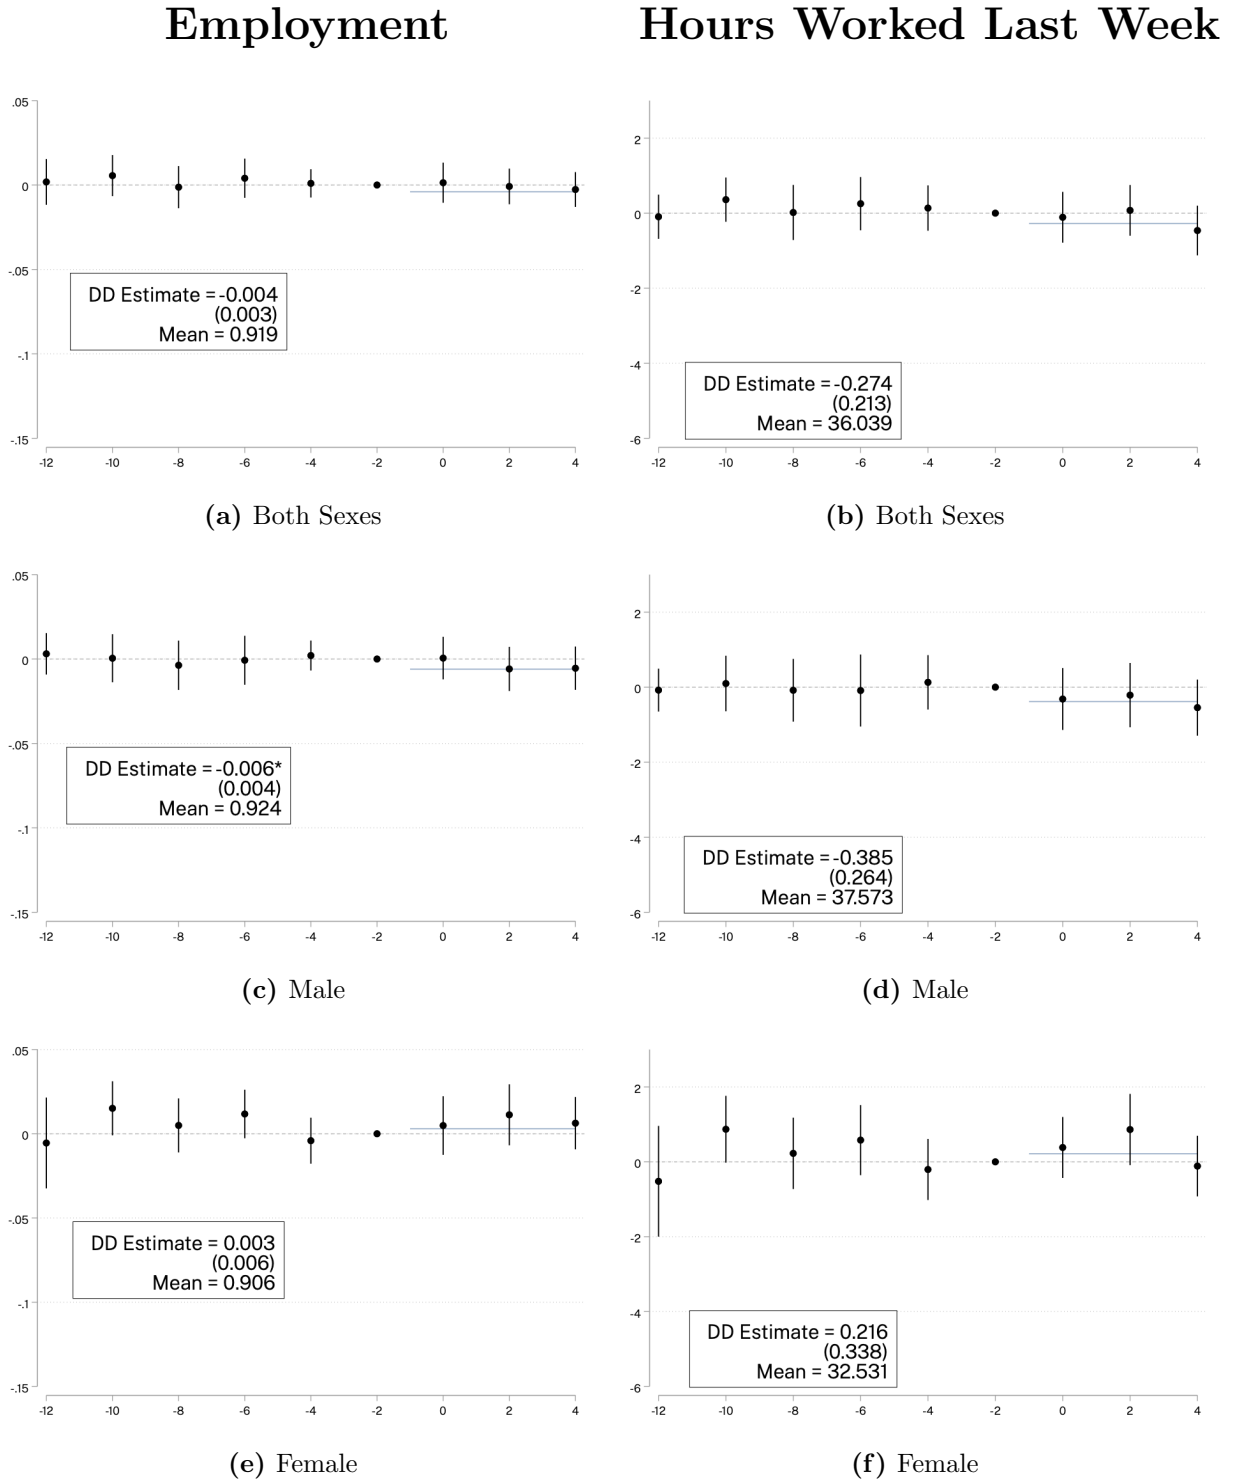 Employment
Hours Worked Last Week
.05
0
-.05
-.1
-.15
DD Estimate = -0.004
(0.003)
Mean = 0.919
-12 -10 -8 -6 -4 -2 0 2 4
(a) Both Sexes
2
0
-2
-4
-6
DD Estimate = -0.274
(0.213)
Mean = 36.039
-12 -10 -8 -6 -4 -2 0 2 4
(b) Both Sexes
.05
0
-.05
-.1
-.15
DD Estimate = -0.006*
(0.004)
Mean = 0.924
-12 -10 -8 -6 -4 -2 0 2 4
(c) Male
2
0
-2
-4
-6
DD Estimate = -0.385
(0.264)
Mean = 37.573
-12 -10 -8 -6 -4 -2 0 2 4
(d) Male
.05
0
-.05
-.1
-.15
DD Estimate = 0.003
(0.006)
Mean = 0.906
-12 -10 -8 -6 -4 -2 0 2 4
(e) Female
2
0
-2
-4
-6
DD Estimate = 0.216
(0.338)
Mean = 32.531
-12 -10 -8 -6 -4 -2 0 2 4
(f) Female